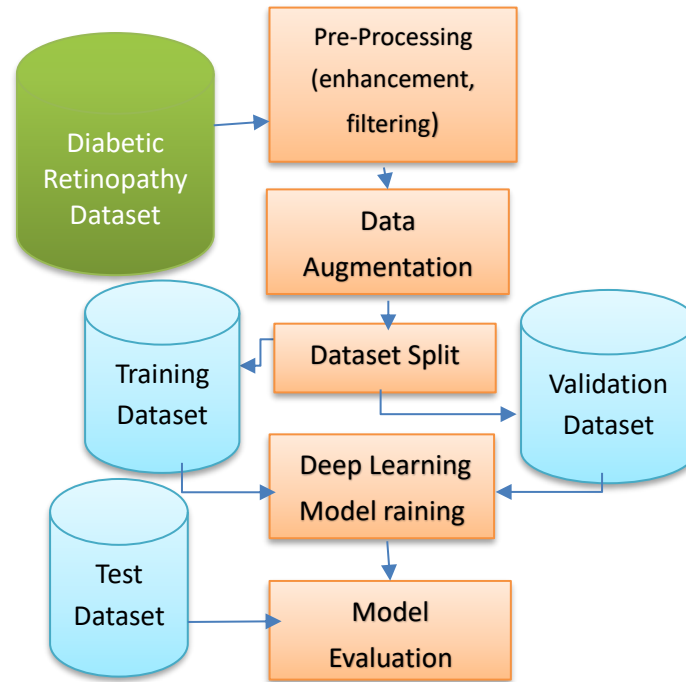 Pre-Processing
(enhancement,
filtering)
Diabetic
Retinopathy
Dataset
Data
Augmentation
Dataset Split
Training
Dataset
Validation
Dataset
Deep Learning
Model raining
Test
Dataset
Model
Evaluation